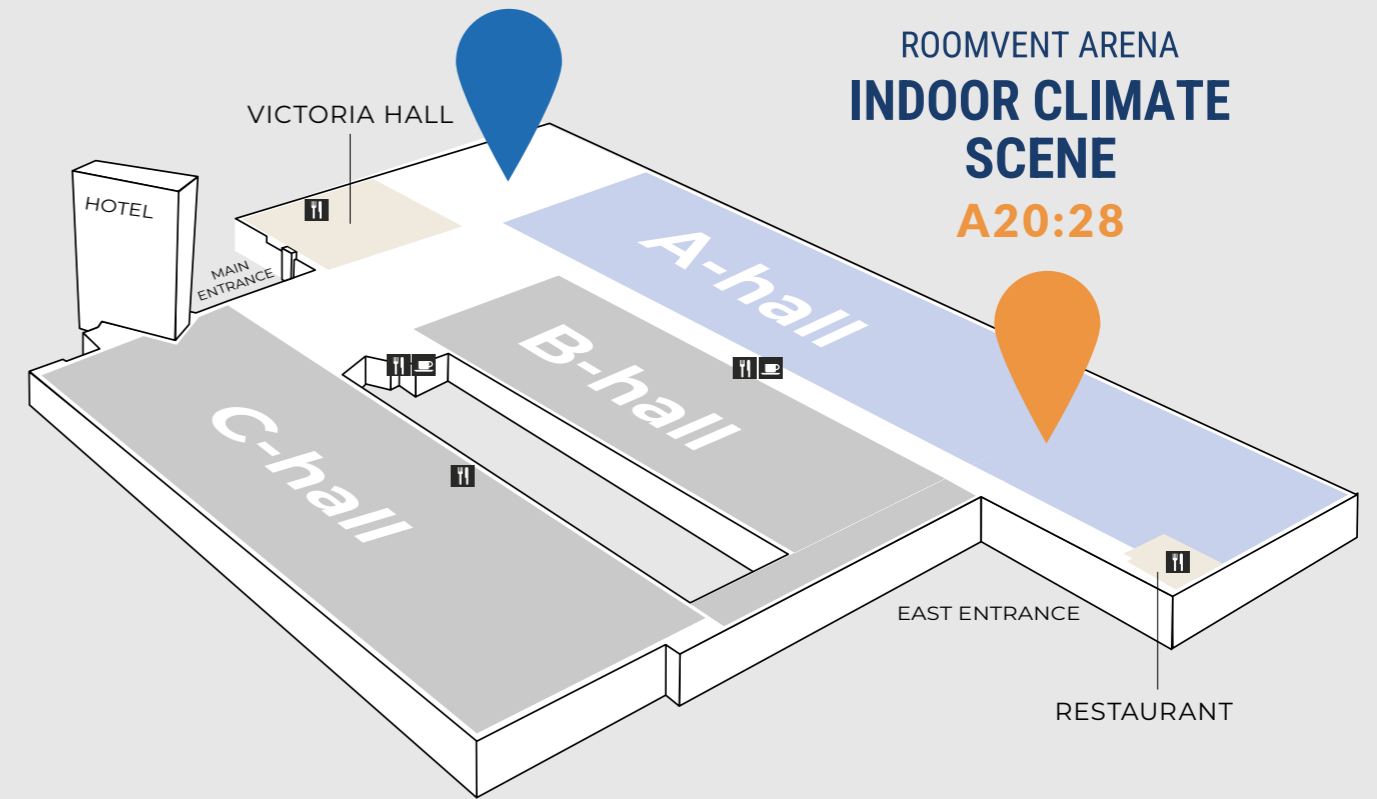 ROOMVENT ARENA
INDOOR CLIMATE
SCENE
A20:28
VICTORIA HALL
HOTEL
MAIN
ENTRANCE
A-hall
B-hall
C-hall
EAST ENTRANCE
RESTAURANT